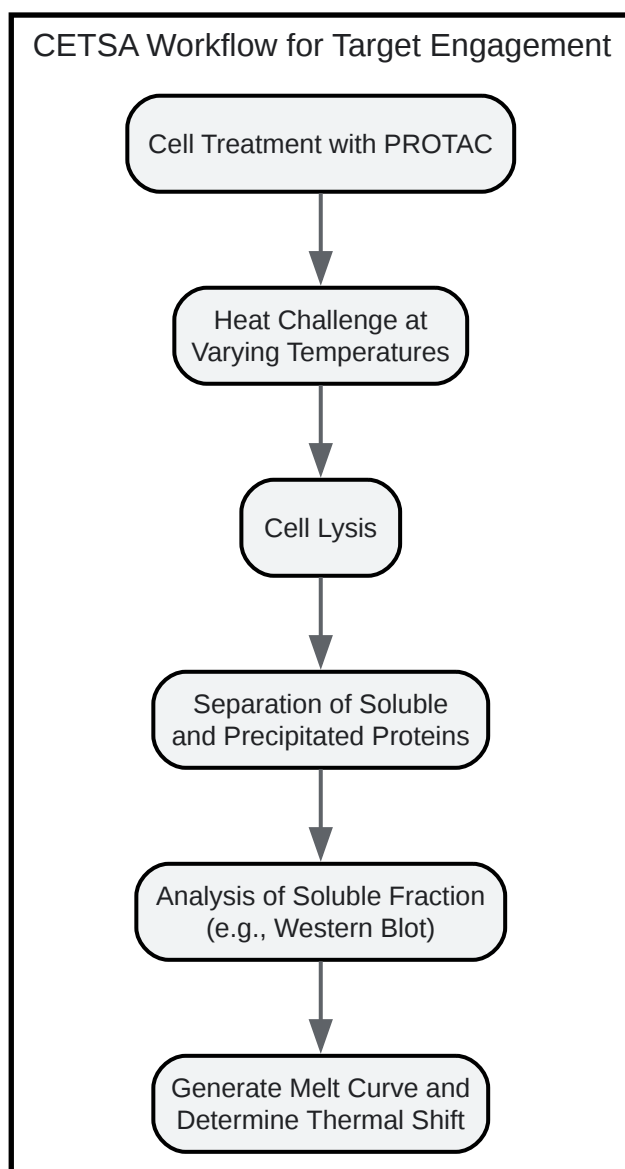 CETSA Workflow for Target Engagement
Cell Treatment with PROTAC
Heat Challenge at
Varying Temperatures
Cell Lysis
Separation of Soluble
and Precipitated Proteins
Analysis of Soluble Fraction
(e.g., Western Blot)
Generate Melt Curve and
Determine Thermal Shift